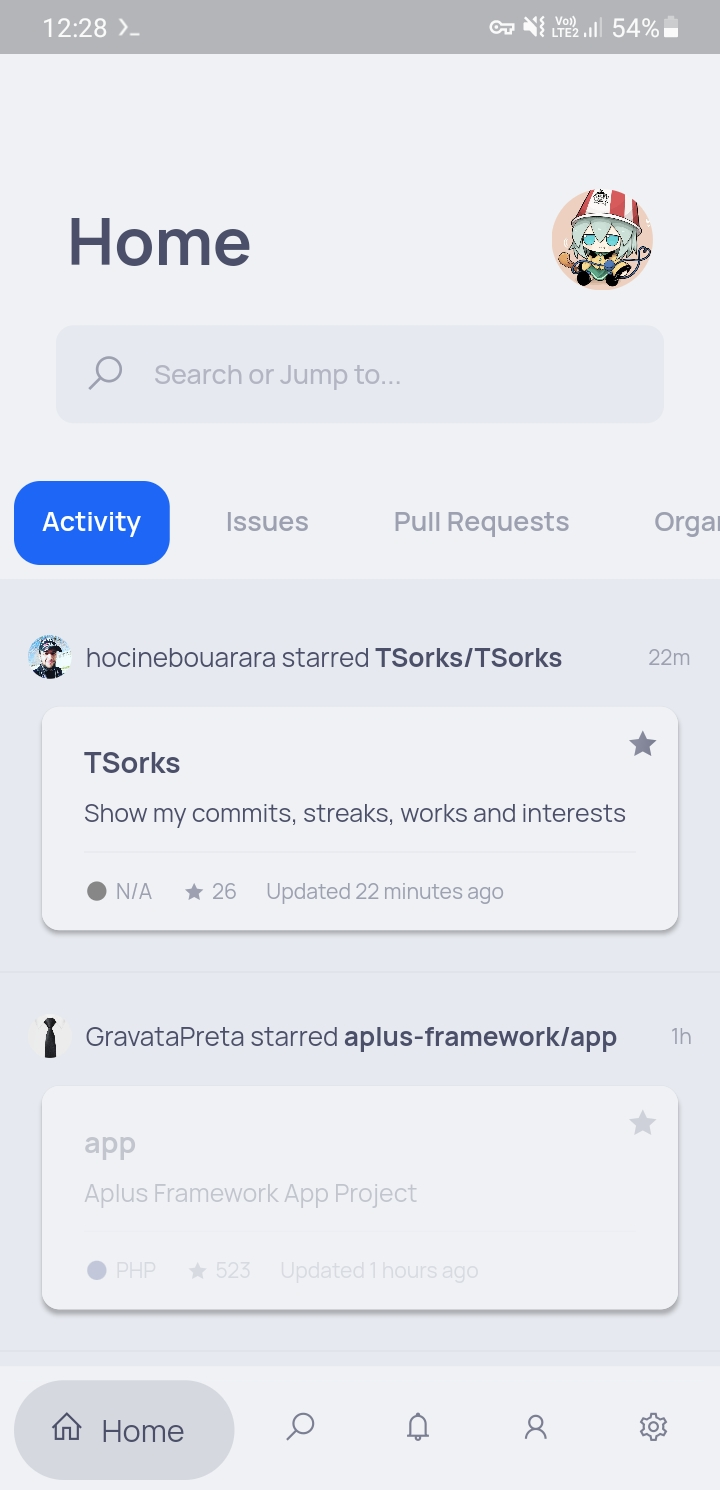 12:28
Vo)) LTE2 54%
Home
Search or Jump to...
Activity Issues Pull Requests Orga
hocinebouarara starred TSorks/TSorks 22m
TSorks
Show my commits, streaks, works and interests
N/A 26 Updated 22 minutes ago
GravataPreta starred aplus-framework/app 1h
app
Aplus Framework App Project
PHP 523 Updated 1 hours ago
Home